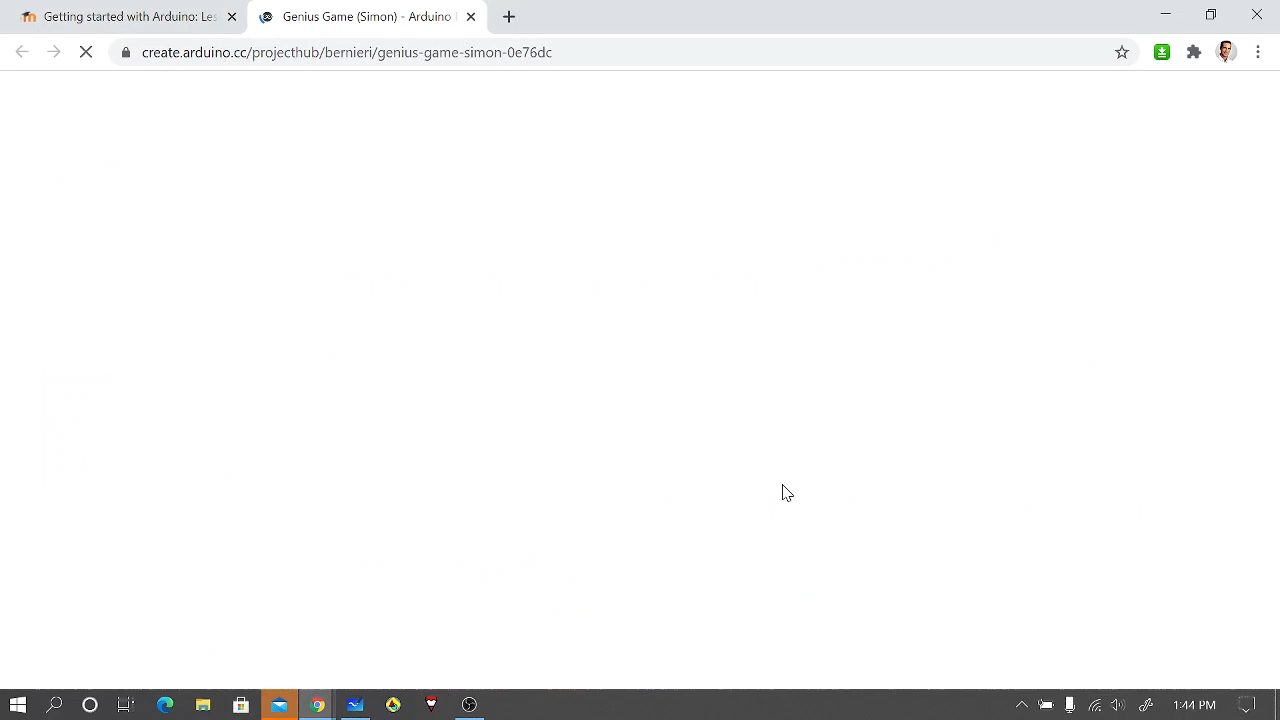 Getting started with Arduino: Les
Genius Game (Simon) - Arduino
create.arduino.cc/projecthub/bernieri/genius-game-simon-0e76dc
1:44 PM